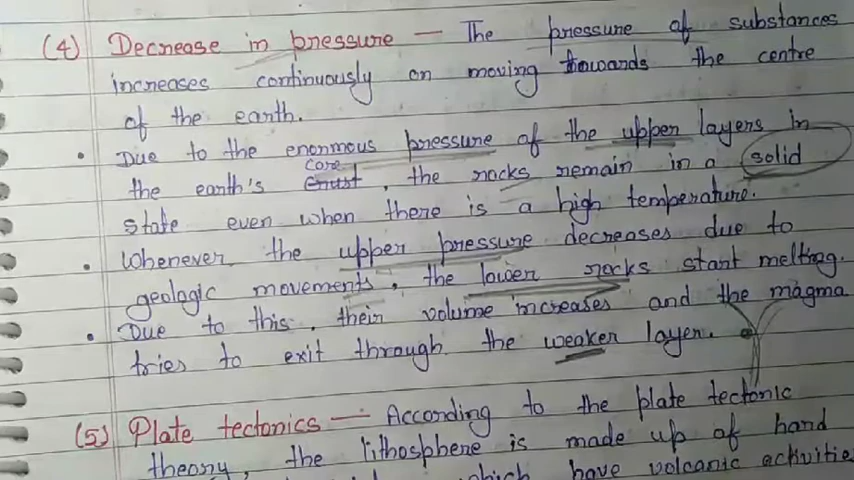 (4) Decrease in pressure — The pressure of substances
increases continuously on moving towards the centre
of the earth.
• Due to the enormous pressure of the upper layers in
the earth's core, the rocks remain in a solid
state even when there is a high temperature.
• Whenever the upper pressure decreases due to
geologic movements, the lower rocks start melting.
• Due to this, their volume increases and the magma
tries to exit through the weaker layer.
(5) Plate tectonics — According to the plate tectonic
theory, the lithosphere is made up of hard
which have volcanic